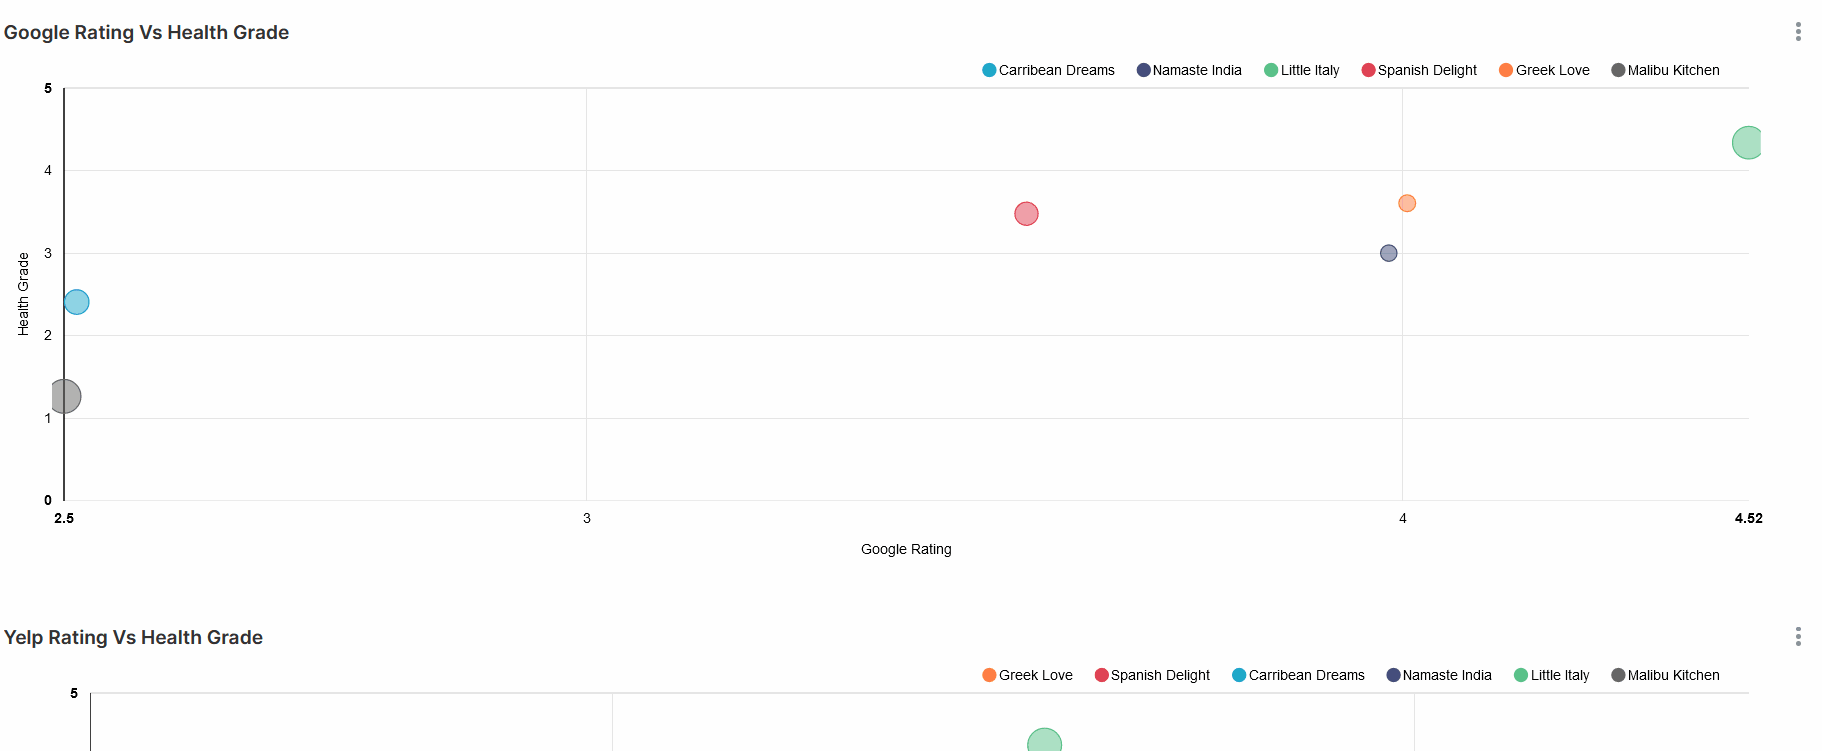 Google Rating Vs Health Grade
Carribean Dreams Namaste India Little Italy Spanish Delight Greek Love Malibu Kitchen
5
4
3
2
1
0
Health Grade
2.5 3 4 4.52
Google Rating
Yelp Rating Vs Health Grade
Greek Love Spanish Delight Carribean Dreams Namaste India Little Italy Malibu Kitchen
5